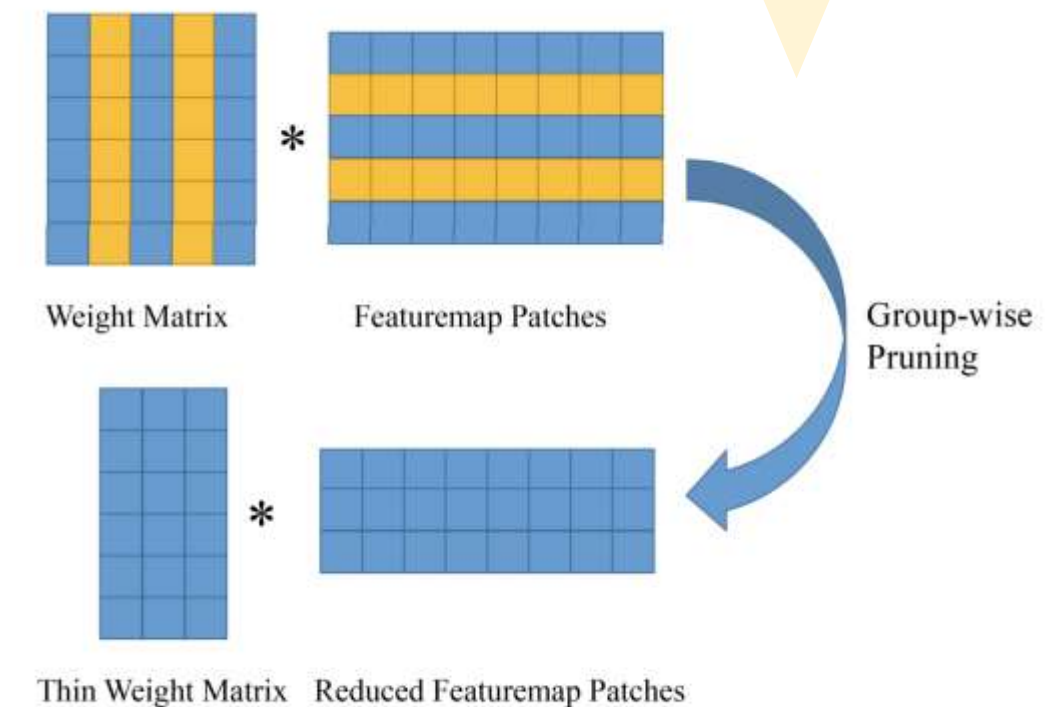 *
Weight Matrix
Featuremap Patches
Group-wise
Pruning
*
Thin Weight Matrix
Reduced Featuremap Patches